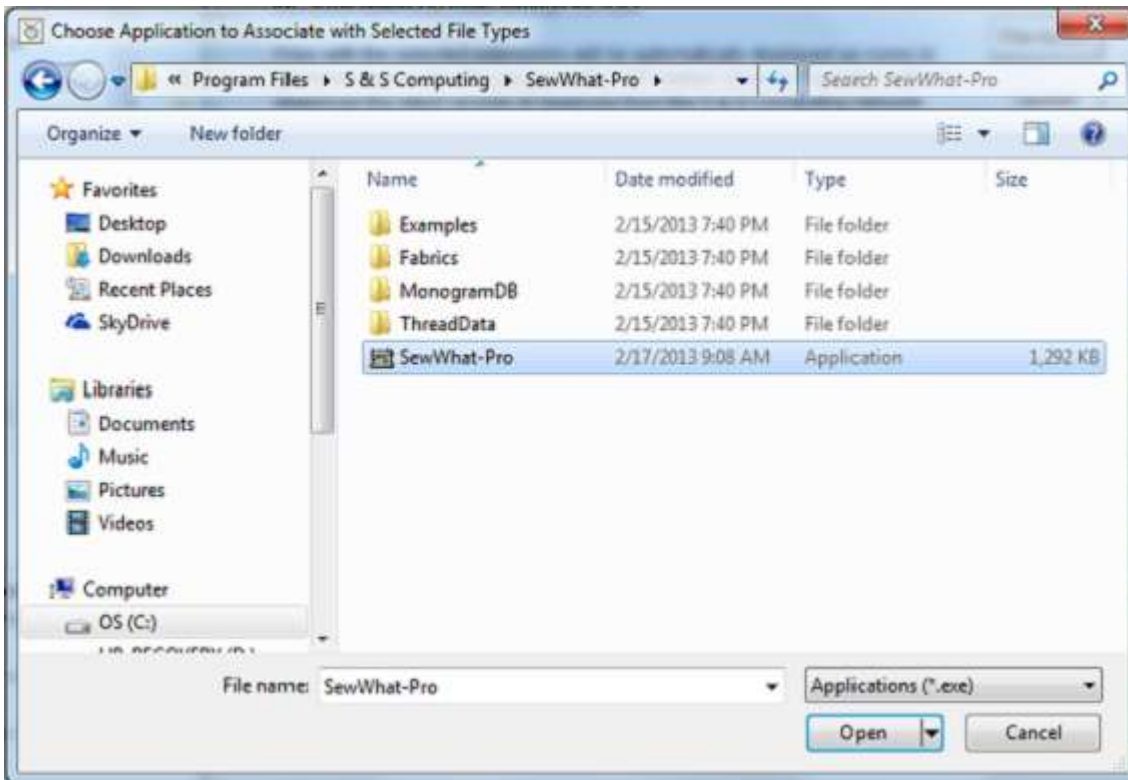 Choose Application to Associate with Selected File Types
« Program Files ▸ S & S Computing ▸ SewWhat-Pro ▸
Search SewWhat-Pro
Organize ▾ New folder
Name Date modified Type Size
Favorites
Desktop
Downloads
Recent Places
SkyDrive
Libraries
Documents
Music
Pictures
Videos
Computer
OS (C:)
Examples 2/15/2013 7:40 PM File folder
Fabrics 2/15/2013 7:40 PM File folder
MonogramDB 2/15/2013 7:40 PM File folder
ThreadData 2/15/2013 7:40 PM File folder
SewWhat-Pro 2/17/2013 9:08 AM Application 1,292 KB
File name: SewWhat-Pro
Applications (*.exe)
Open Cancel